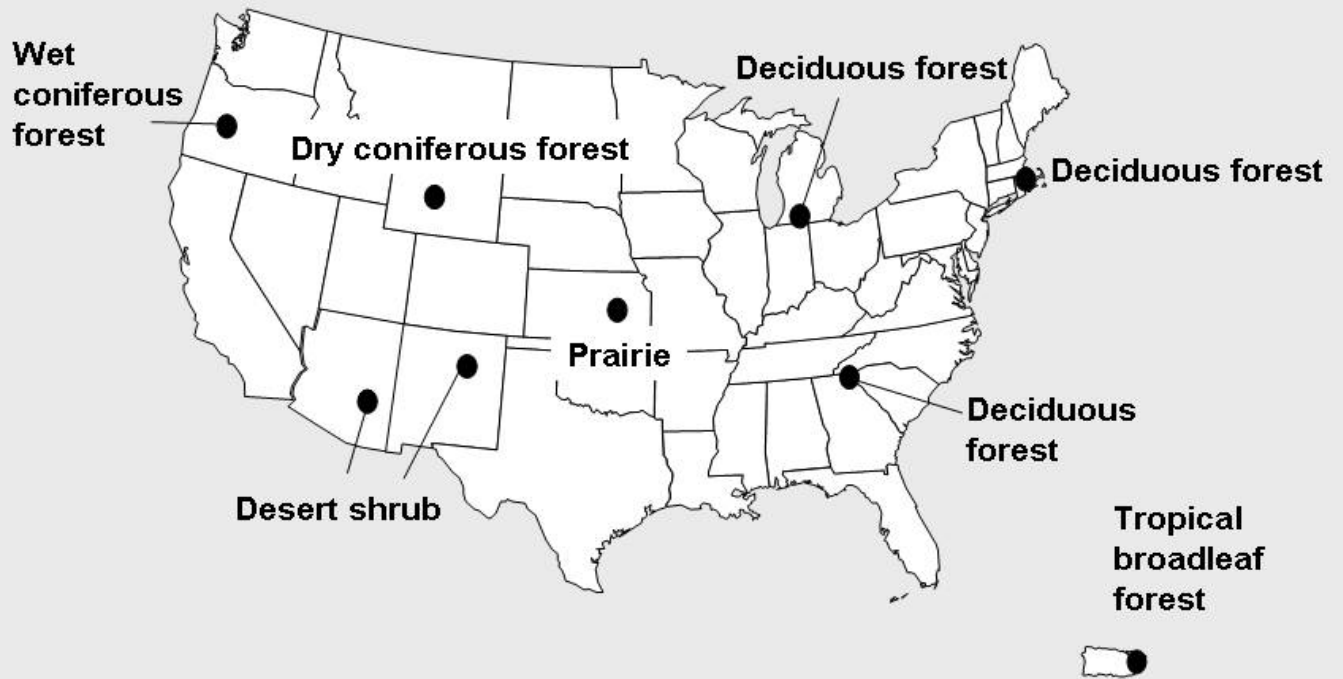 Wet
coniferous
forest
Deciduous forest
Dry coniferous forest
Deciduous forest
Prairie
Deciduous
forest
Desert shrub
Tropical
broadleaf
forest